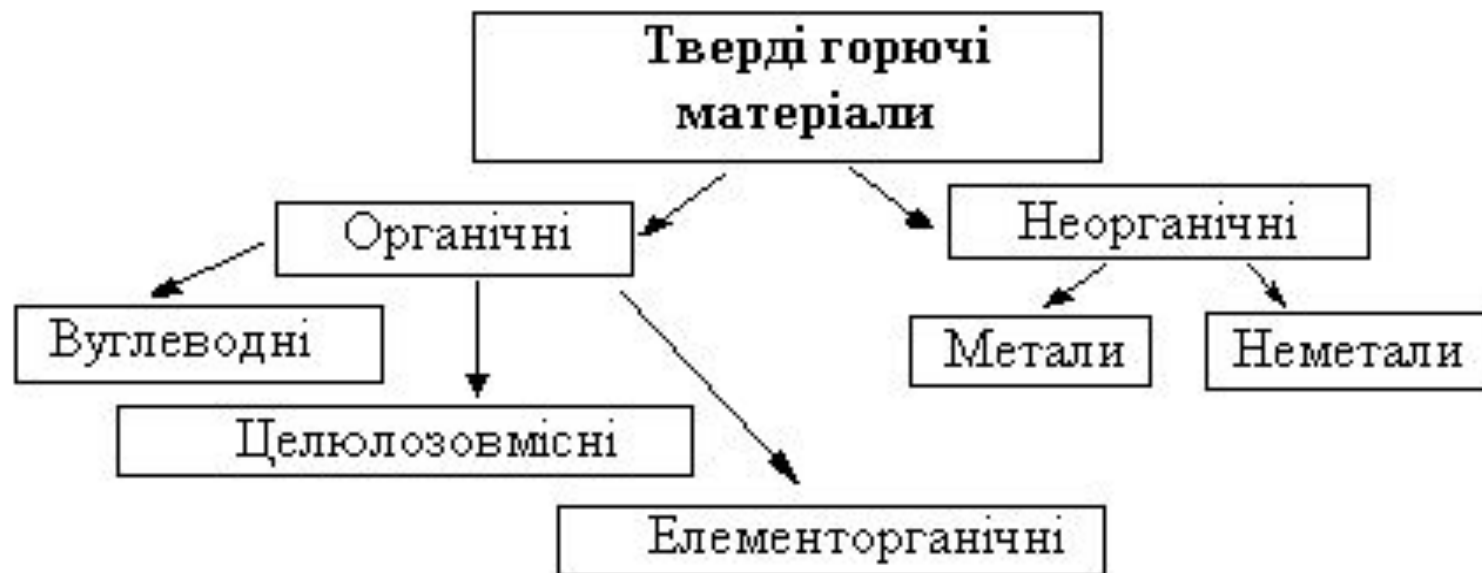 Тверді горючі
матеріали
Органічні
Неорганічні
Вуглеводні
Метали
Неметали
Целюлозовмісні
Елементорганічні